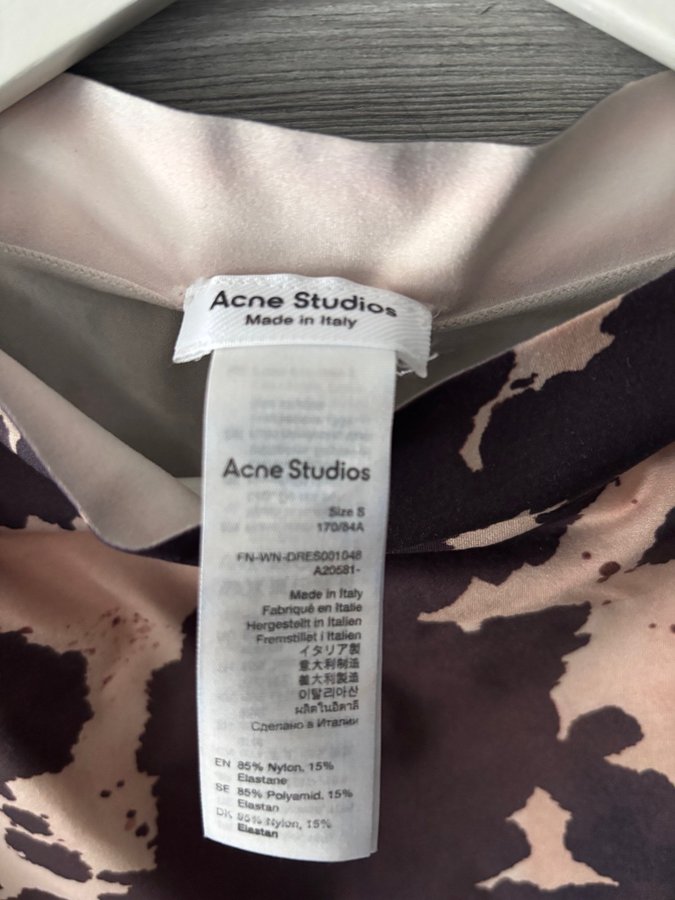 Acne Studios
Made in Italy
Acne Studios
Size S
170/84A
FN-WN-DRES001048
A20581-
Made in Italy
Fabriqué en Italie
Hergestellt in Italien
Fremstillet i Italien
イタリア製
意大利制造
義大利製造
이탈리아산
ผลิตในอิตาลี
Сделано в Италии
EN 85% Nylon, 15%
Elastane
SE 85% Polyamid, 15%
Elastan
DK 85% Nylon, 15%
Elastan